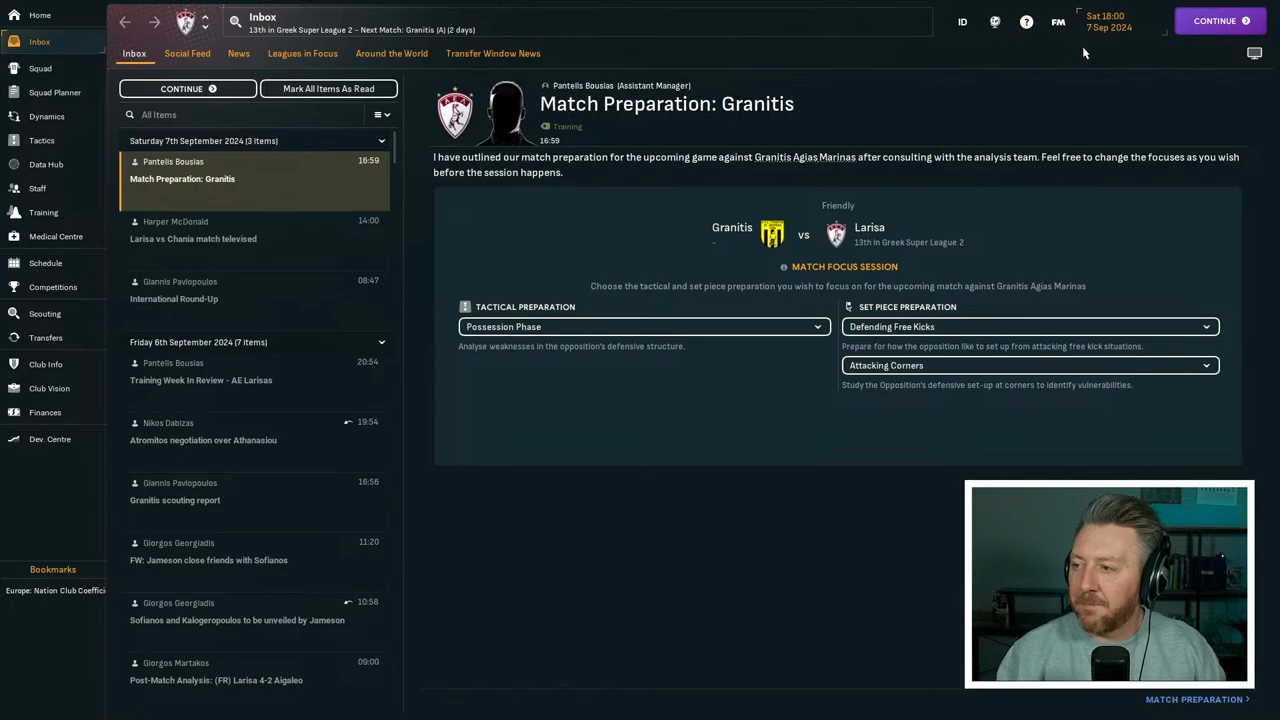 Home
Inbox
Squad
Squad Planner
Dynamics
Tactics
Data Hub
Staff
Training
Medical Centre
Schedule
Competitions
Scouting
Transfers
Club Info
Club Vision
Finances
Dev. Centre
Bookmarks
Europe: Nation Club Coeffici
Inbox
13th in Greek Super League 2 - Next Match: Granitis (A) (2 days)
ID
?
FM
Sat 18:00
7 Sep 2024
CONTINUE
Inbox
Social Feed
News
Leagues in Focus
Around the World
Transfer Window News
CONTINUE
Mark All Items As Read
All Items
Saturday 7th September 2024 (3 items)
Pantelis Bousias
16:59
Match Preparation: Granitis
Harper McDonald
14:00
Larisa vs Chania match televised
Giannis Pavlopoulos
08:47
International Round-Up
Friday 6th September 2024 (7 items)
Pantelis Bousias
20:54
Training Week In Review - AE Larisas
Nikos Dabizas
19:54
Atromitos negotiation over Athanasiou
Giannis Pavlopoulos
16:56
Granitis scouting report
Giorgos Georgiadis
11:20
FW: Jameson close friends with Sofianos
Giorgos Georgiadis
10:58
Sofianos and Kalogeropoulos to be unveiled by Jameson
Giorgos Martakos
09:00
Post-Match Analysis: (FR) Larisa 4-2 Aigaleo
Pantelis Bousias (Assistant Manager)
Match Preparation: Granitis
Training
16:59
I have outlined our match preparation for the upcoming game against Granitis Agias Marinas after consulting with the analysis team. Feel free to change the focuses as you wish
before the session happens.
Friendly
Granitis
-
vs
Larisa
13th in Greek Super League 2
MATCH FOCUS SESSION
Choose the tactical and set piece preparation you wish to focus on for the upcoming match against Granitis Agias Marinas
TACTICAL PREPARATION
Possession Phase
Analyse weaknesses in the opposition's defensive structure.
SET PIECE PREPARATION
Defending Free Kicks
Prepare for how the opposition like to set up from attacking free kick situations.
Attacking Corners
Study the Opposition's defensive set-up at corners to identify vulnerabilities.
MATCH PREPARATION >